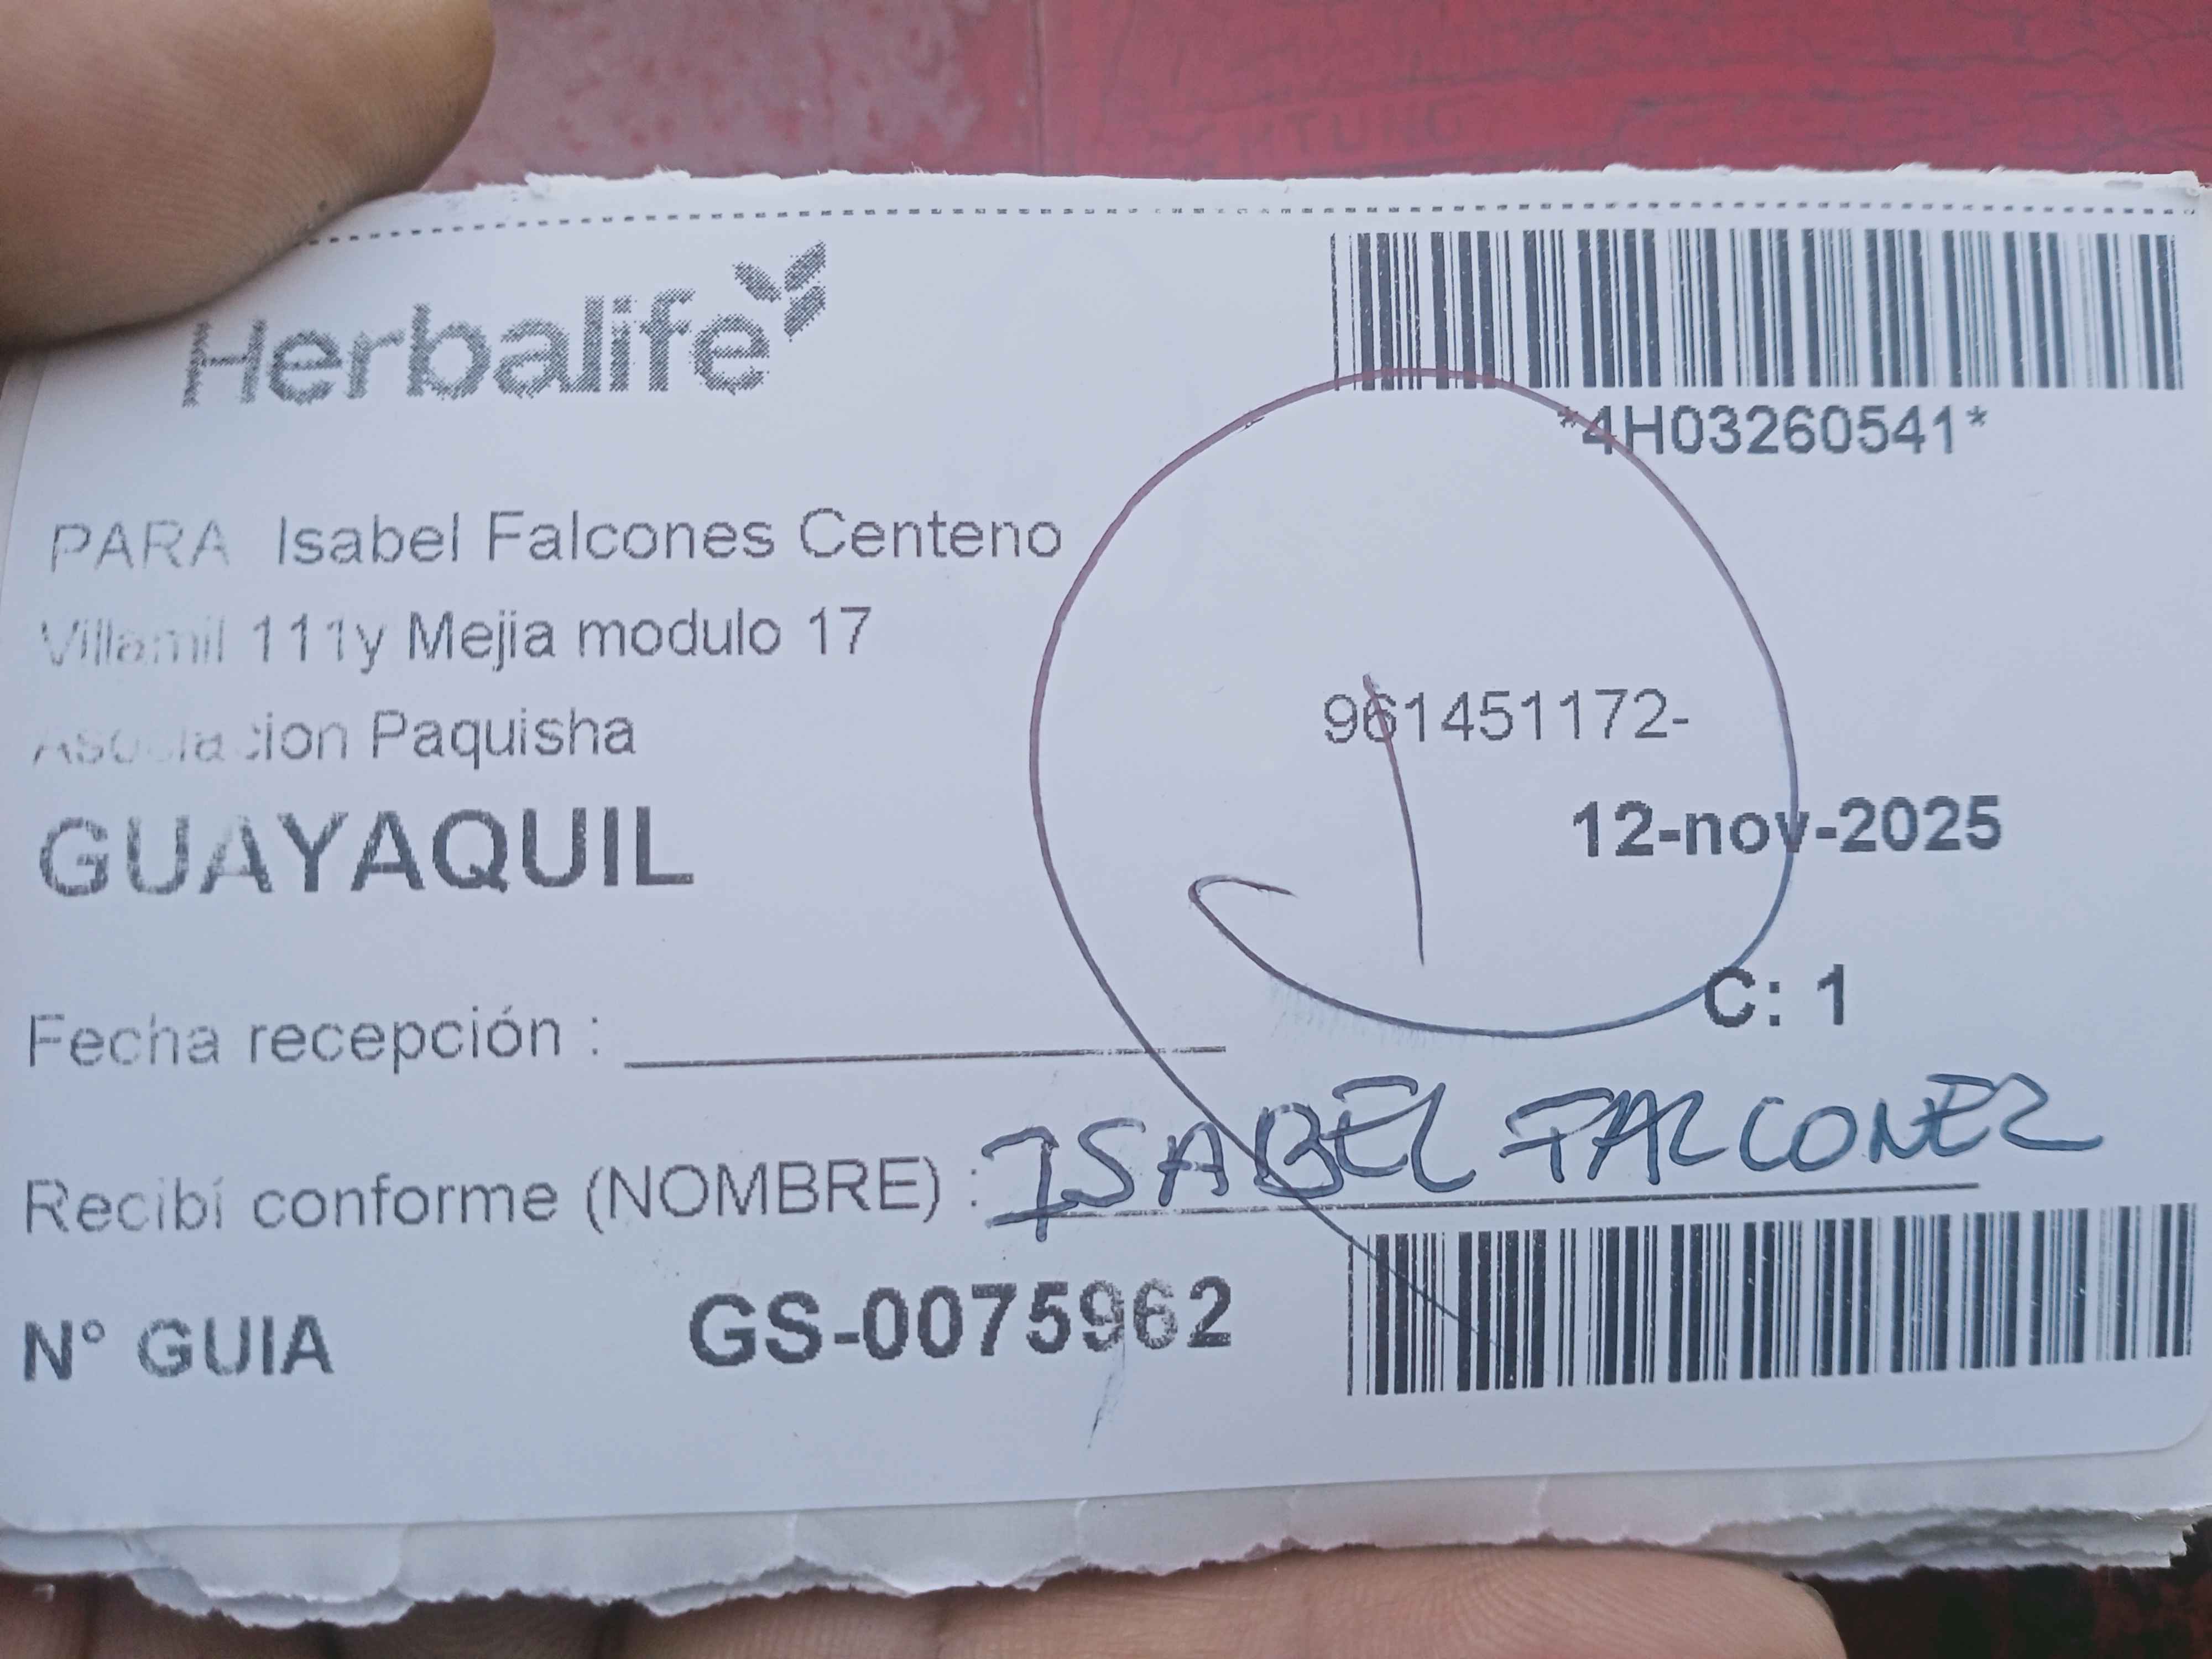 Herbalife
*4H03260541*
PARA Isabel Falcones Centeno
Villamil 111y Mejia modulo 17
961451172-
Asociacion Paquisha
12-nov-2025
GUAYAQUIL
C: 1
Fecha recepción :
Recibí conforme (NOMBRE) : ISABEL FALCONEZ
N° GUIA GS-0075962